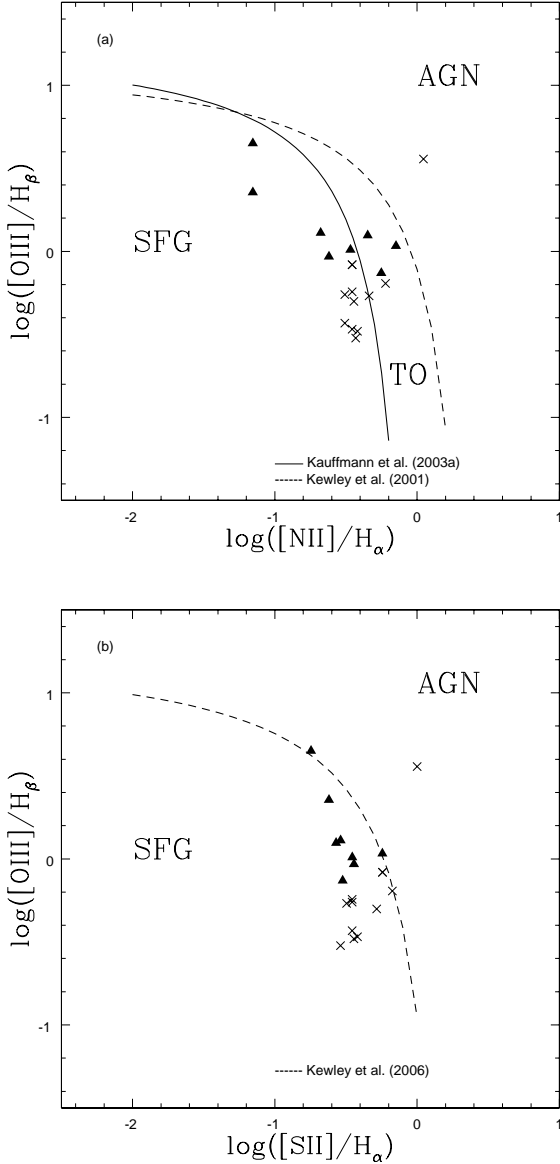 (a)
AGN
SFG
TO
1
0
-1
log([OIII]/Hβ)
Kauffmann et al. (2003a)
Kewley et al. (2001)
-2
-1
0
1
log([NII]/Hα)
(b)
AGN
SFG
1
0
-1
log([OIII]/Hβ)
Kewley et al. (2006)
-2
-1
0
1
log([SII]/Hα)